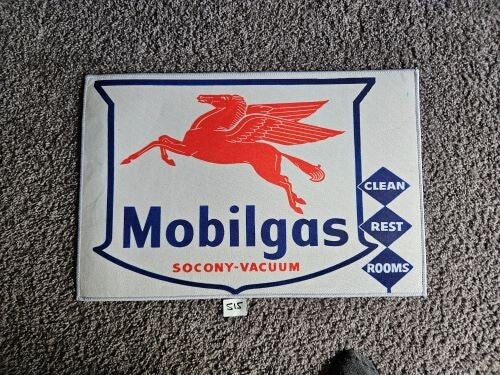 Mobilgas
SOCONY-VACUUM
CLEAN
REST
ROOMS
515